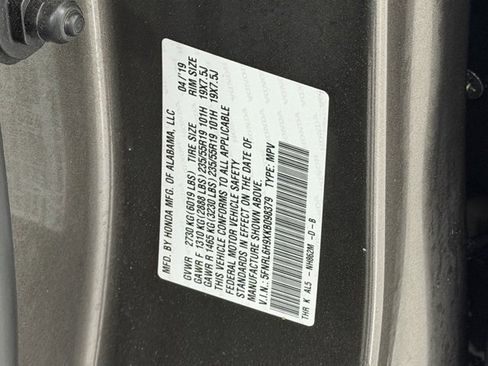 MFD. BY HONDA MFG. OF ALABAMA, LLC 04/19
GVWR 2730 KG(6019 LBS) TIRE SIZE RIM SIZE
GAWR F 1310 KG(2888 LBS) 235/55R19 101H 19X7.5J
GAWR R 1465 KG(3230 LBS) 235/55R19 101H 19X7.5J
THIS VEHICLE CONFORMS TO ALL APPLICABLE
FEDERAL MOTOR VEHICLE SAFETY
STANDARDS IN EFFECT ON THE DATE OF
MANUFACTURE SHOWN ABOVE.
V.I.N.: 5FNRL6H9XKB098379 TYPE: MPV
THR K AL5 -NH862M -D -B